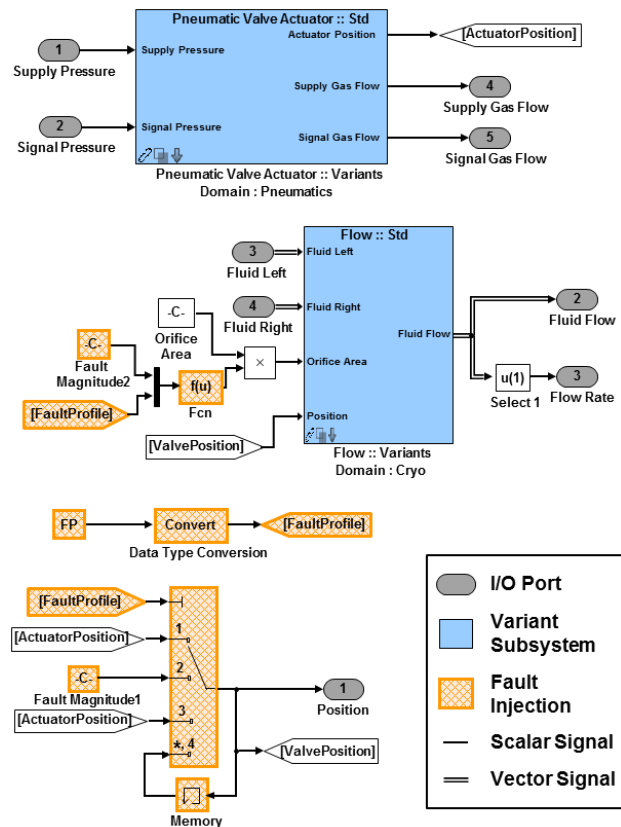 Pneumatic Valve Actuator :: Std
Actuator Position
[ActuatorPosition]
1
Supply Pressure
Supply Pressure
Supply Gas Flow
4
Supply Gas Flow
2
Signal Pressure
Signal Pressure
Signal Gas Flow
5
Signal Gas Flow
Pneumatic Valve Actuator :: Variants
Domain : Pneumatics
Flow :: Std
3
Fluid Left
Fluid Left
4
Fluid Right
Fluid Right
Fluid Flow
2
Fluid Flow
-C-
Orifice
Area
-C-
Fault
Magnitude2
×
Orifice Area
f(u)
Fcn
[FaultProfile]
u(1)
Select 1
3
Flow Rate
Position
[ValvePosition]
Flow :: Variants
Domain : Cryo
FP
Convert
Data Type Conversion
[FaultProfile]
[FaultProfile]
[ActuatorPosition]
1
-C-
Fault Magnitude1
2
[ActuatorPosition]
3
*, 4
1
Position
[ValvePosition]
Memory
I/O Port
Variant
Subsystem
Fault
Injection
Scalar Signal
Vector Signal